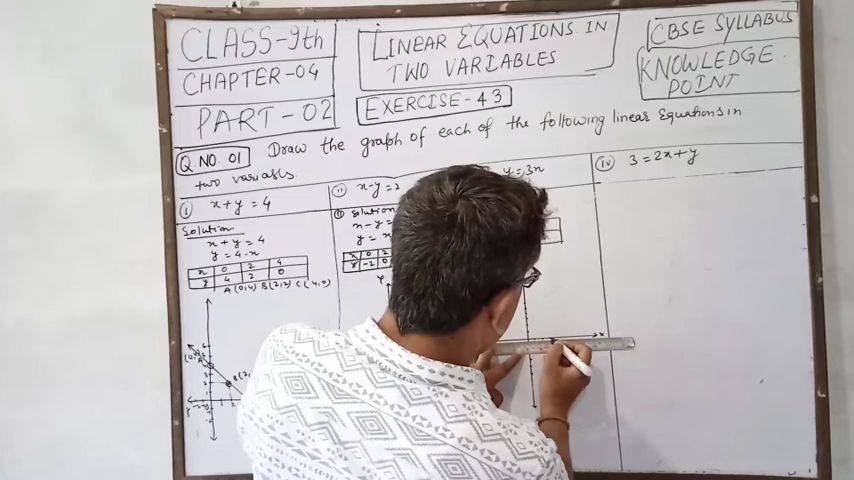 CLASS-9th
CHAPTER-04
PART-02
LINEAR EQUATIONS IN
TWO VARIABLES
EXERCISE-4.3
CBSE SYLLABUS
KNOWLEDGE
POINT
Q.NO.01 Draw the graph of each of the following linear Equations in
two variables.
(i) x+y=4
Solution
x+y=4
y=4-x
x 0 2 4
y 4 2 0
A(0,4) B(2,2) C(4,0)
(ii) x-y=2
Solution
x-y=
y=x
x 0 2
y -2 0
y
y=3x
x
(iv) 3=2x+y